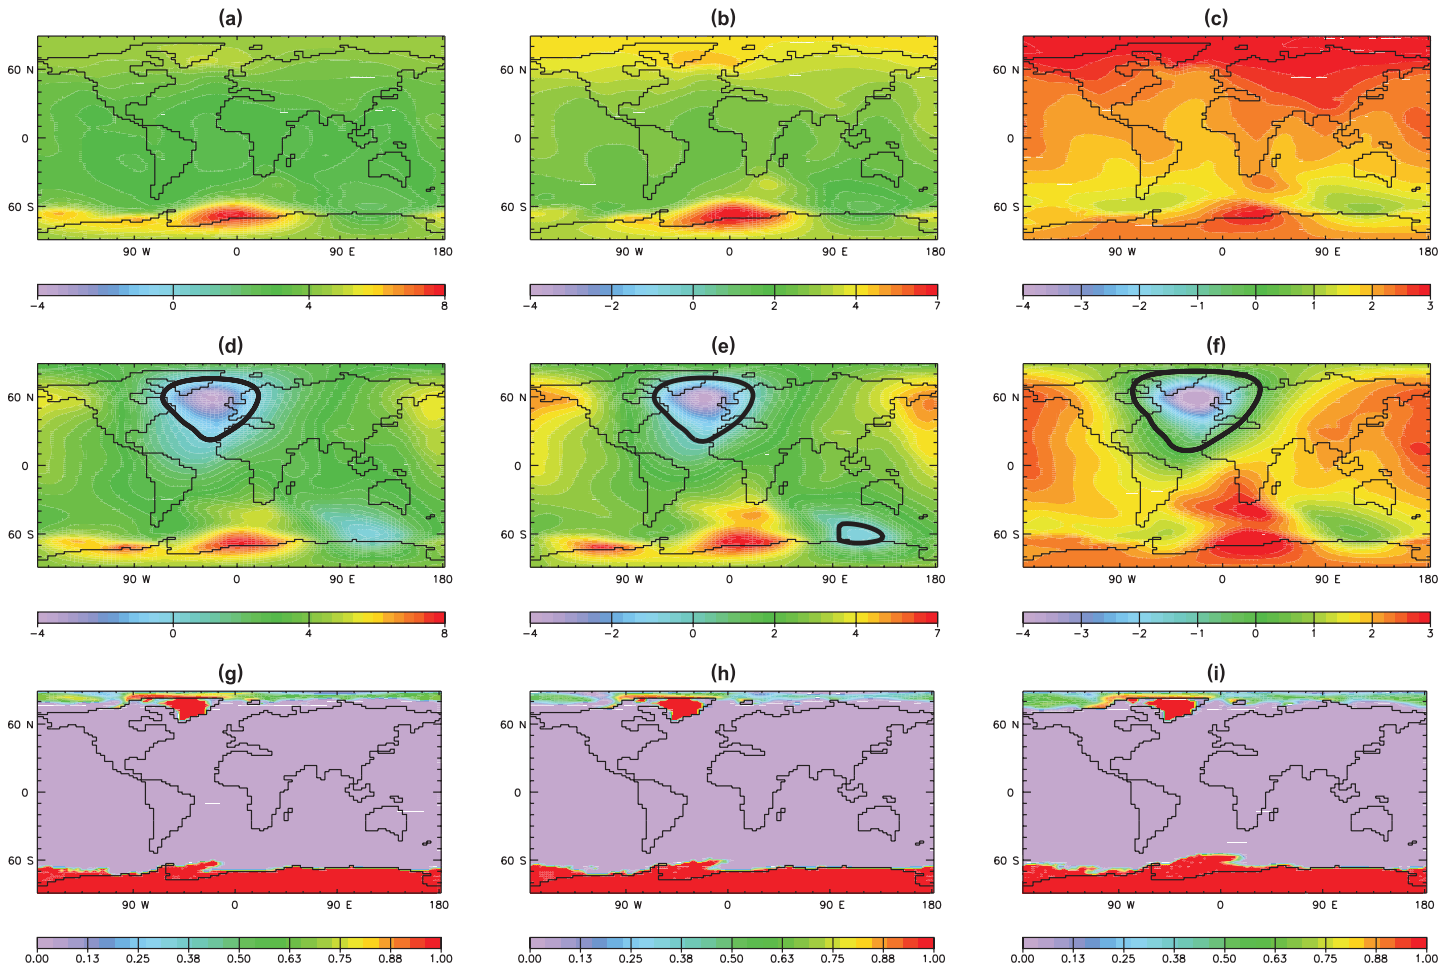 (a) (b) (c)
60 N 60 N 60 N
0 0 0
60 S 60 S 60 S
90 W 0 90 E 180 90 W 0 90 E 180 90 W 0 90 E 180
−4 0 4 8 −4 −2 0 2 4 7 −4 −3 −2 −1 0 1 2 3
(d) (e) (f)
60 N 60 N 60 N
0 0 0
60 S 60 S 60 S
90 W 0 90 E 180 90 W 0 90 E 180 90 W 0 90 E 180
−4 0 4 8 −4 −2 0 2 4 7 −4 −3 −2 −1 0 1 2 3
(g) (h) (i)
60 N 60 N 60 N
0 0 0
60 S 60 S 60 S
90 W 0 90 E 180 90 W 0 90 E 180 90 W 0 90 E 180
0.00 0.13 0.25 0.38 0.50 0.63 0.75 0.88 1.00 0.00 0.13 0.25 0.38 0.50 0.63 0.75 0.88 1.00 0.00 0.13 0.25 0.38 0.50 0.63 0.75 0.88 1.00